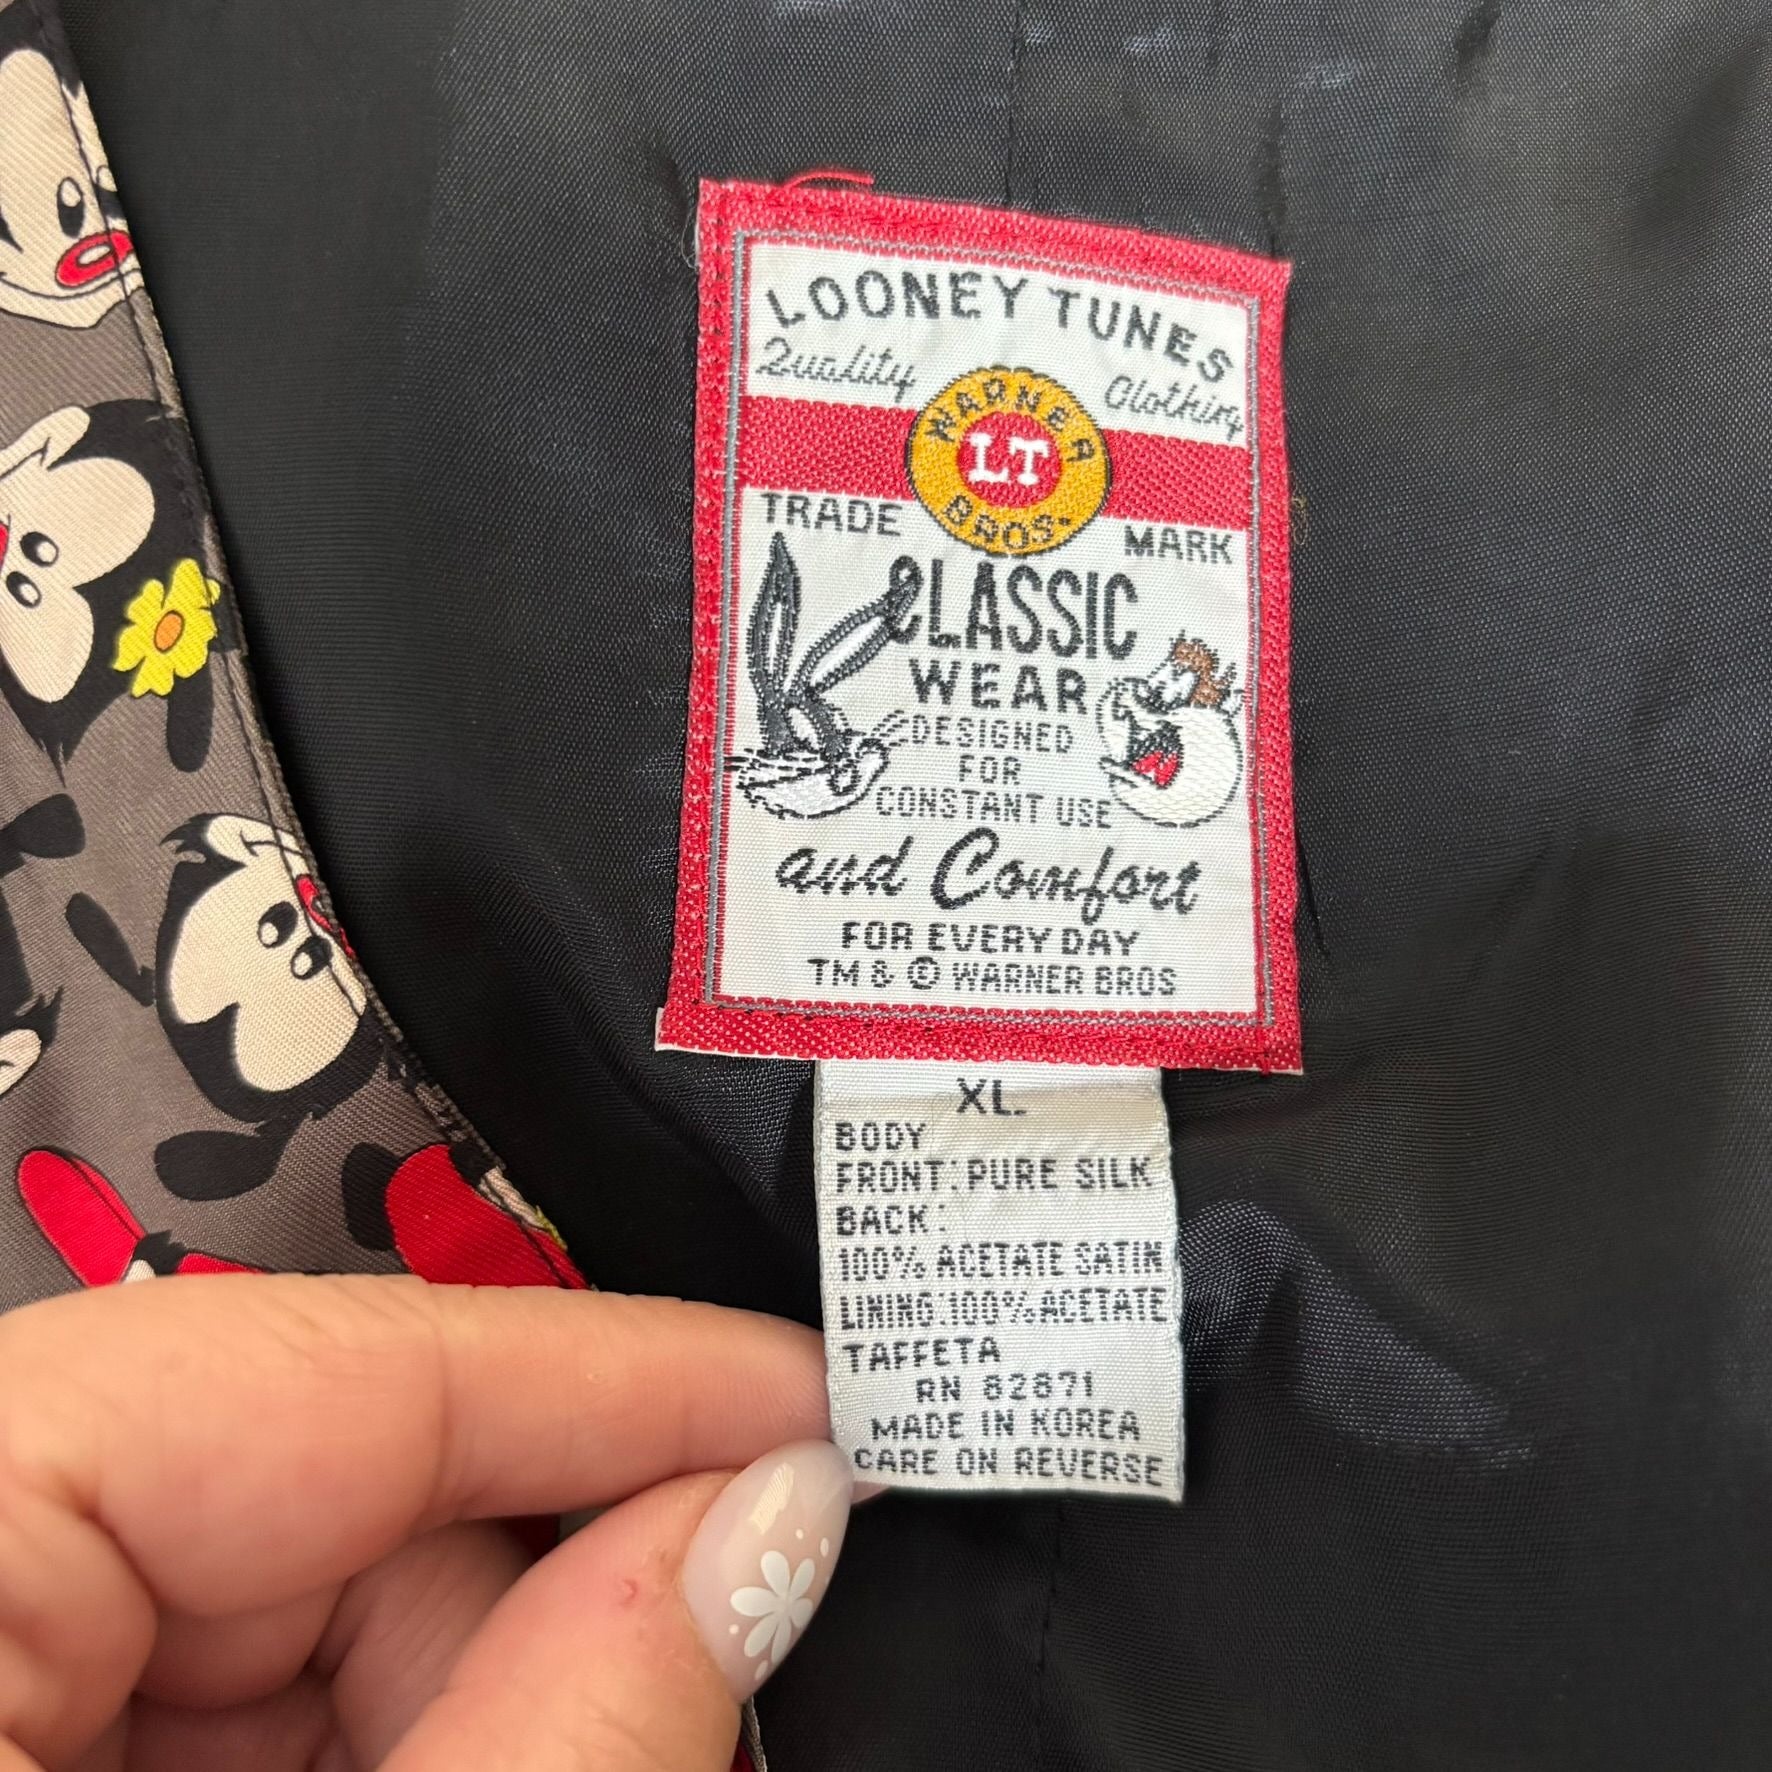 LOONEY TUNES
Quality Clothing
WARNER BROS
LT
TRADE MARK
CLASSIC
WEAR
DESIGNED
FOR
CONSTANT USE
and Comfort
FOR EVERY DAY
TM & © WARNER BROS
XL.
BODY
FRONT: PURE SILK
BACK:
100% ACETATE SATIN
LINING: 100% ACETATE
TAFFETA
RN 82871
MADE IN KOREA
CARE ON REVERSE